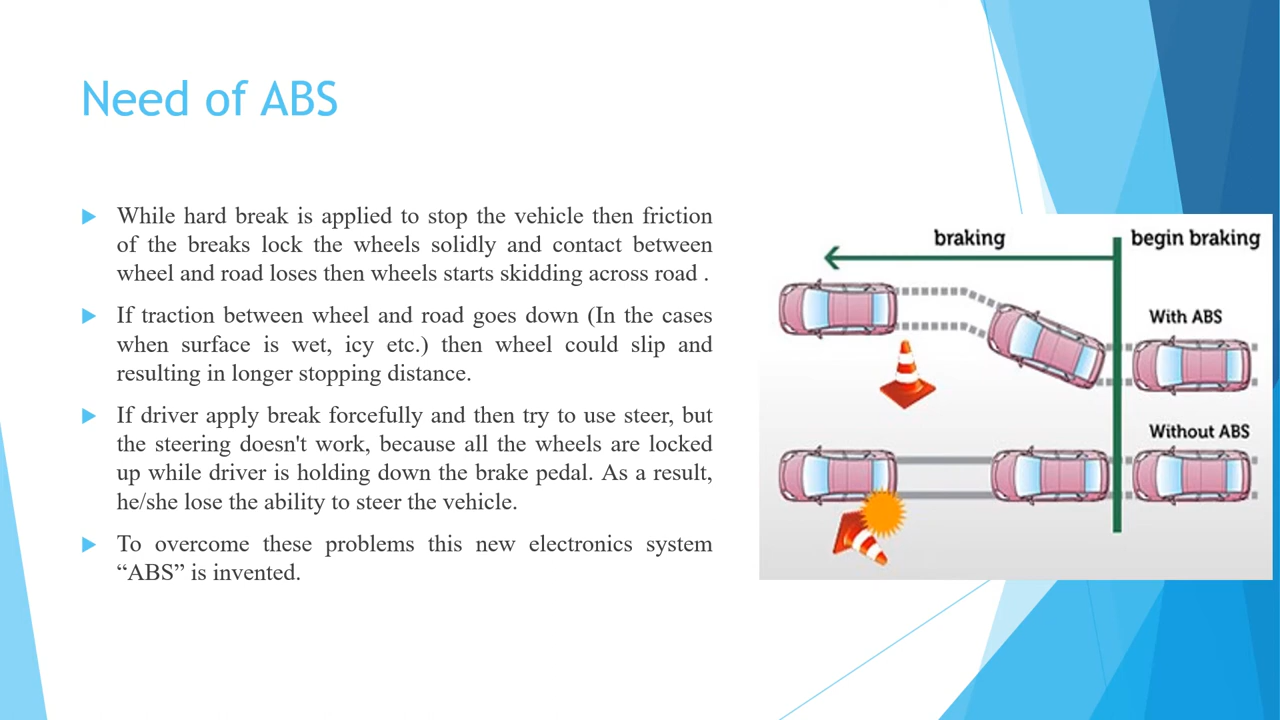 Need of ABS
While hard break is applied to stop the vehicle then friction
of the breaks lock the wheels solidly and contact between
wheel and road loses then wheels starts skidding across road .
If traction between wheel and road goes down (In the cases
when surface is wet, icy etc.) then wheel could slip and
resulting in longer stopping distance.
If driver apply break forcefully and then try to use steer, but
the steering doesn't work, because all the wheels are locked
up while driver is holding down the brake pedal. As a result,
he/she lose the ability to steer the vehicle.
To overcome these problems this new electronics system
“ABS” is invented.
braking
begin braking
With ABS
Without ABS